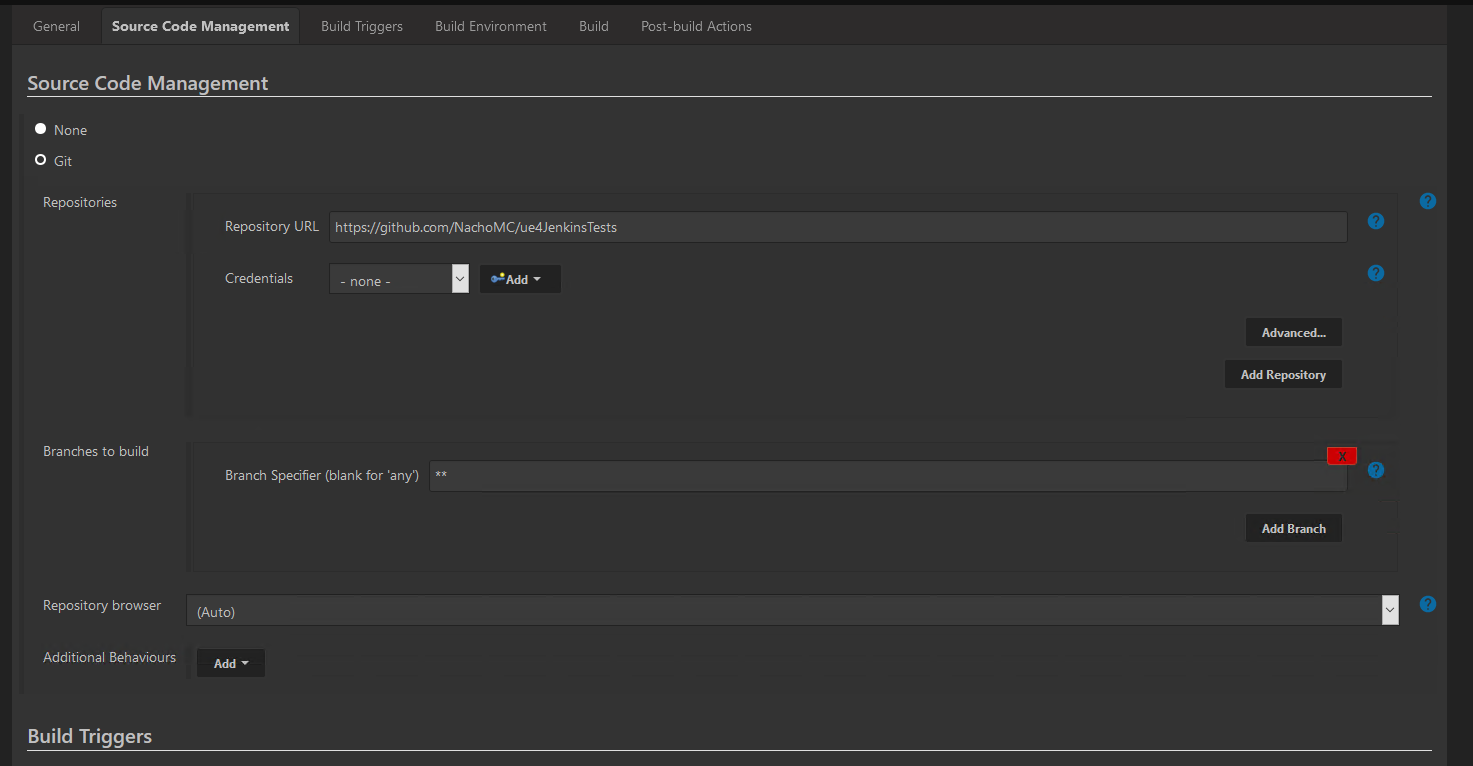 General Source Code Management Build Triggers Build Environment Build Post-build Actions
Source Code Management
None
Git
Repositories
Repository URL https://github.com/NachoMC/ue4JenkinsTests
Credentials - none - Add
Advanced...
Add Repository
Branches to build
X
Branch Specifier (blank for 'any') **
Add Branch
Repository browser (Auto)
Additional Behaviours Add
Build Triggers